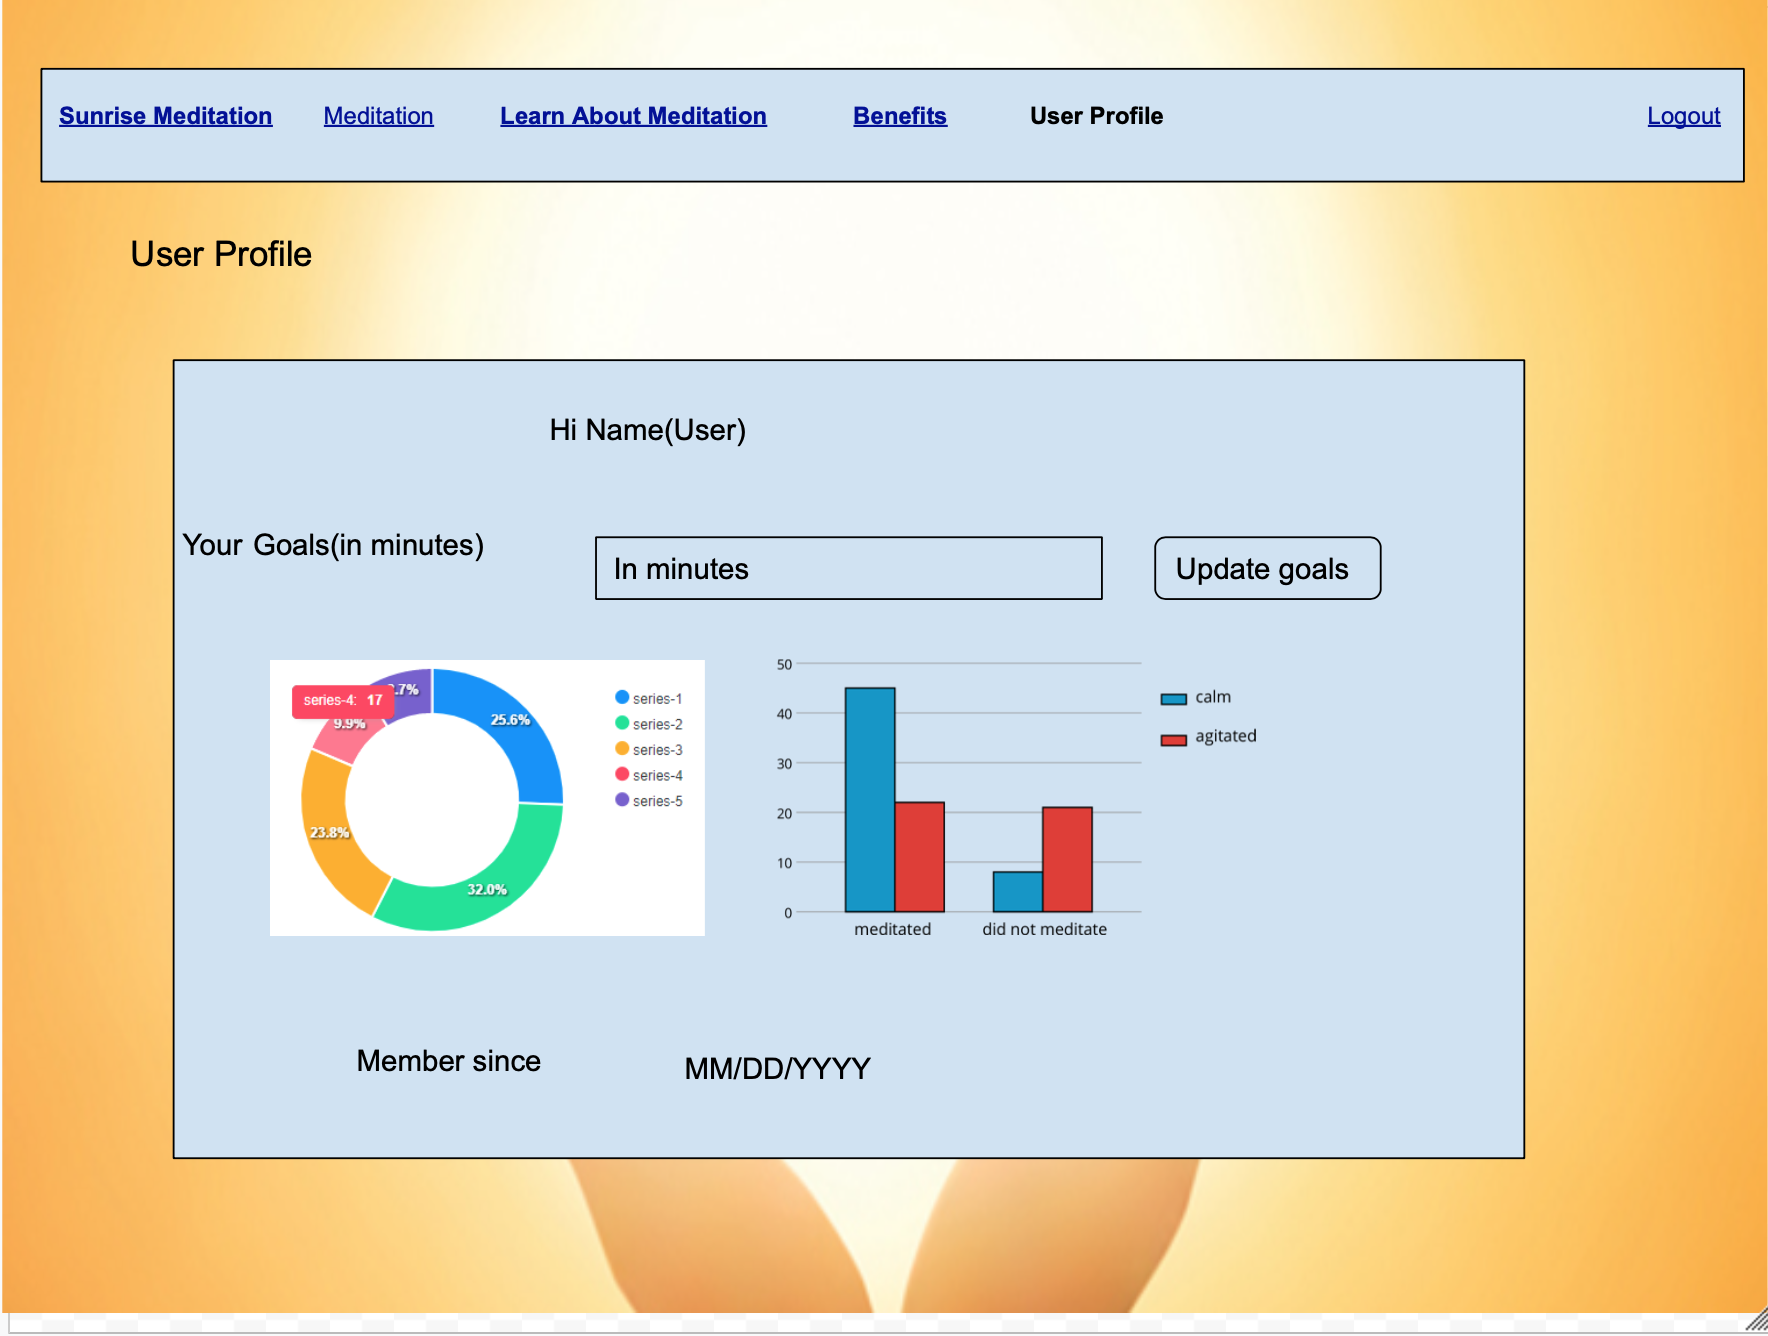 Sunrise Meditation Meditation Learn About Meditation Benefits User Profile Logout
User Profile
Hi Name(User)
Your Goals(in minutes)
In minutes
Update goals
series-4: 17
.7%
9.9%
25.6%
23.8%
32.0%
series-1
series-2
series-3
series-4
series-5
50
40
30
20
10
0
meditated
did not meditate
calm
agitated
Member since
MM/DD/YYYY